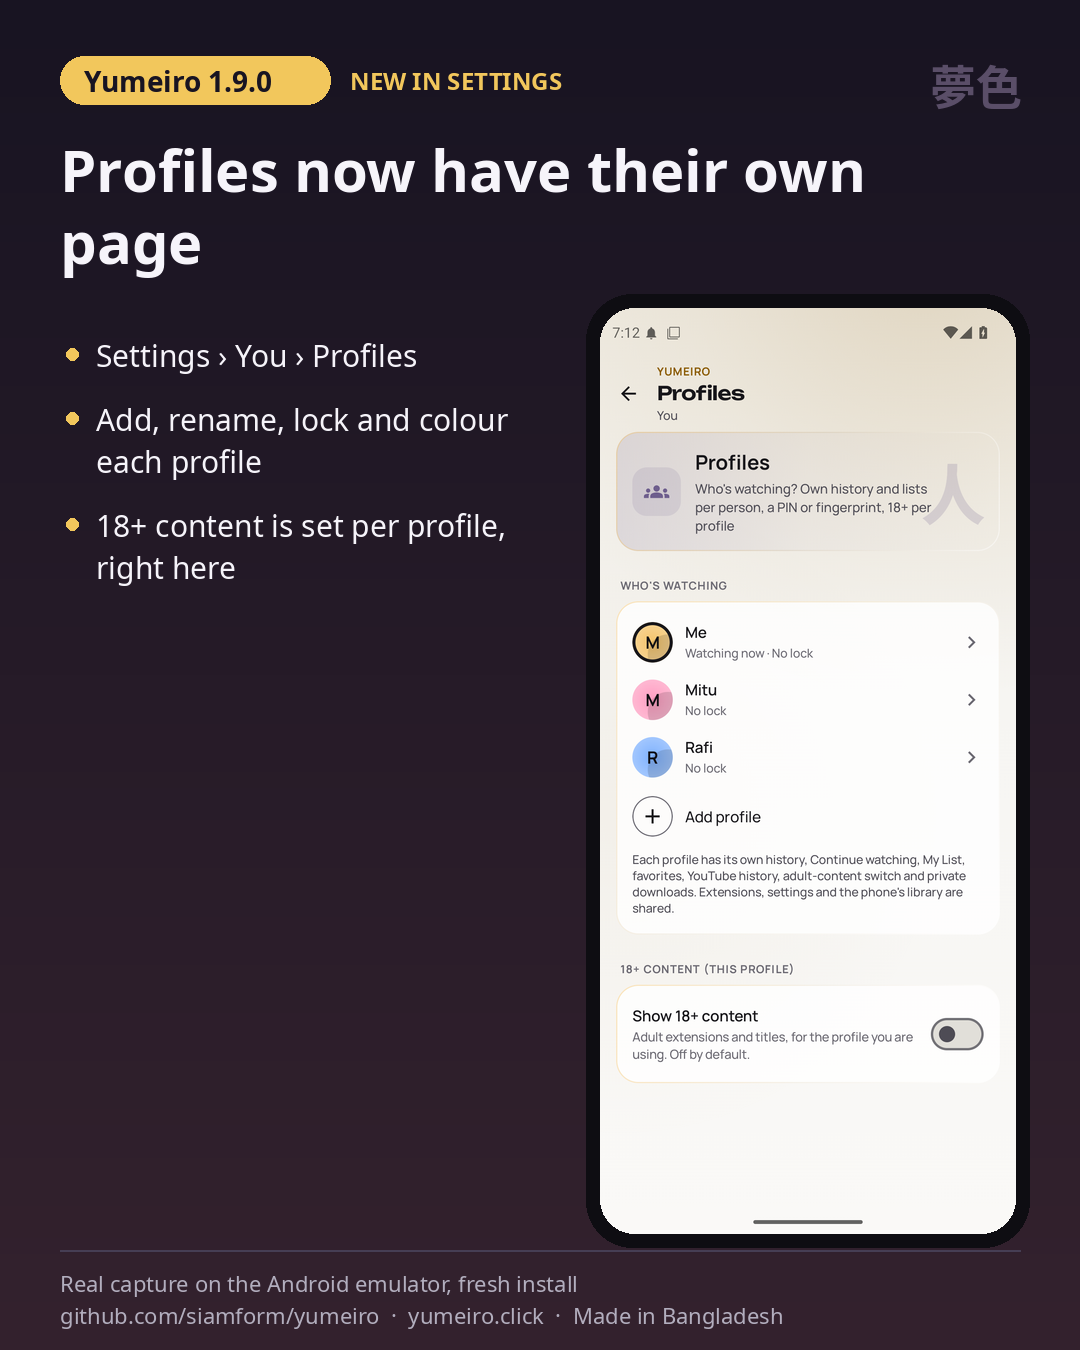 Yumeiro 1.9.0
NEW IN SETTINGS
夢色
Profiles now have their own
page
Settings › You › Profiles
Add, rename, lock and colour
each profile
18+ content is set per profile,
right here
7:12
YUMEIRO
Profiles
You
Profiles
Who's watching? Own history and lists
per person, a PIN or fingerprint, 18+ per
profile
人
WHO'S WATCHING
M
Me
Watching now · No lock
M
Mitu
No lock
R
Rafi
No lock
Add profile
Each profile has its own history, Continue watching, My List,
favorites, YouTube history, adult-content switch and private
downloads. Extensions, settings and the phone's library are
shared.
18+ CONTENT (THIS PROFILE)
Show 18+ content
Adult extensions and titles, for the profile you are
using. Off by default.
Real capture on the Android emulator, fresh install
github.com/siamform/yumeiro · yumeiro.click · Made in Bangladesh